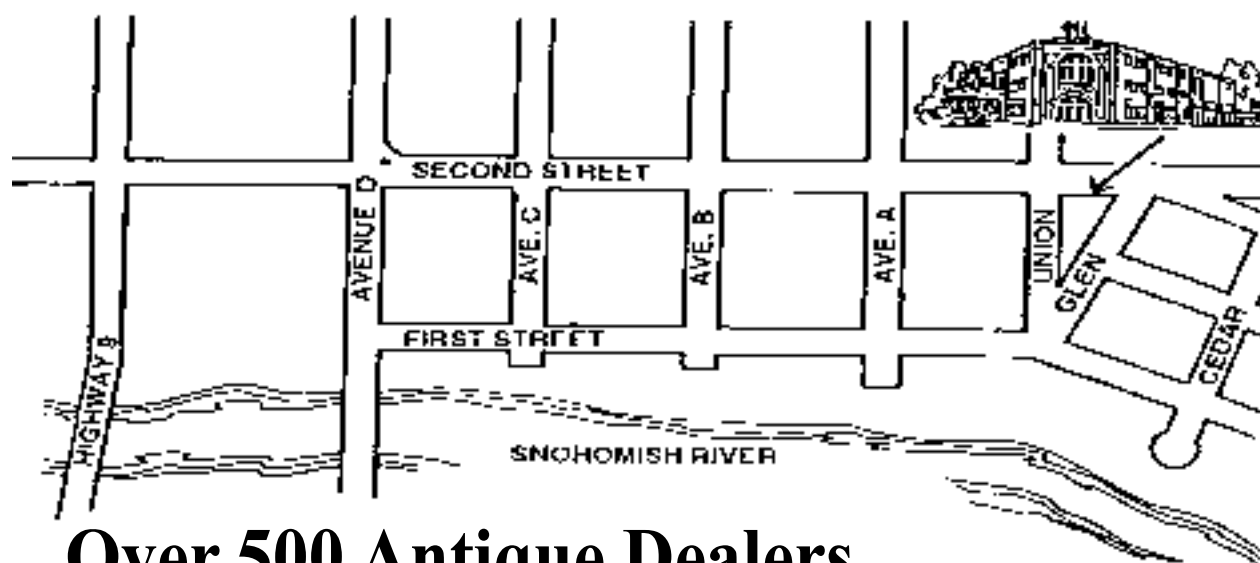 SECOND STREET
AVENUE D
AVE. C
AVE. B
AVE. A
UNION
GLEN
CEDAR
FIRST STREET
HIGHWAY 9
SNOHOMISH RIVER
Over 500 Antique Dealers